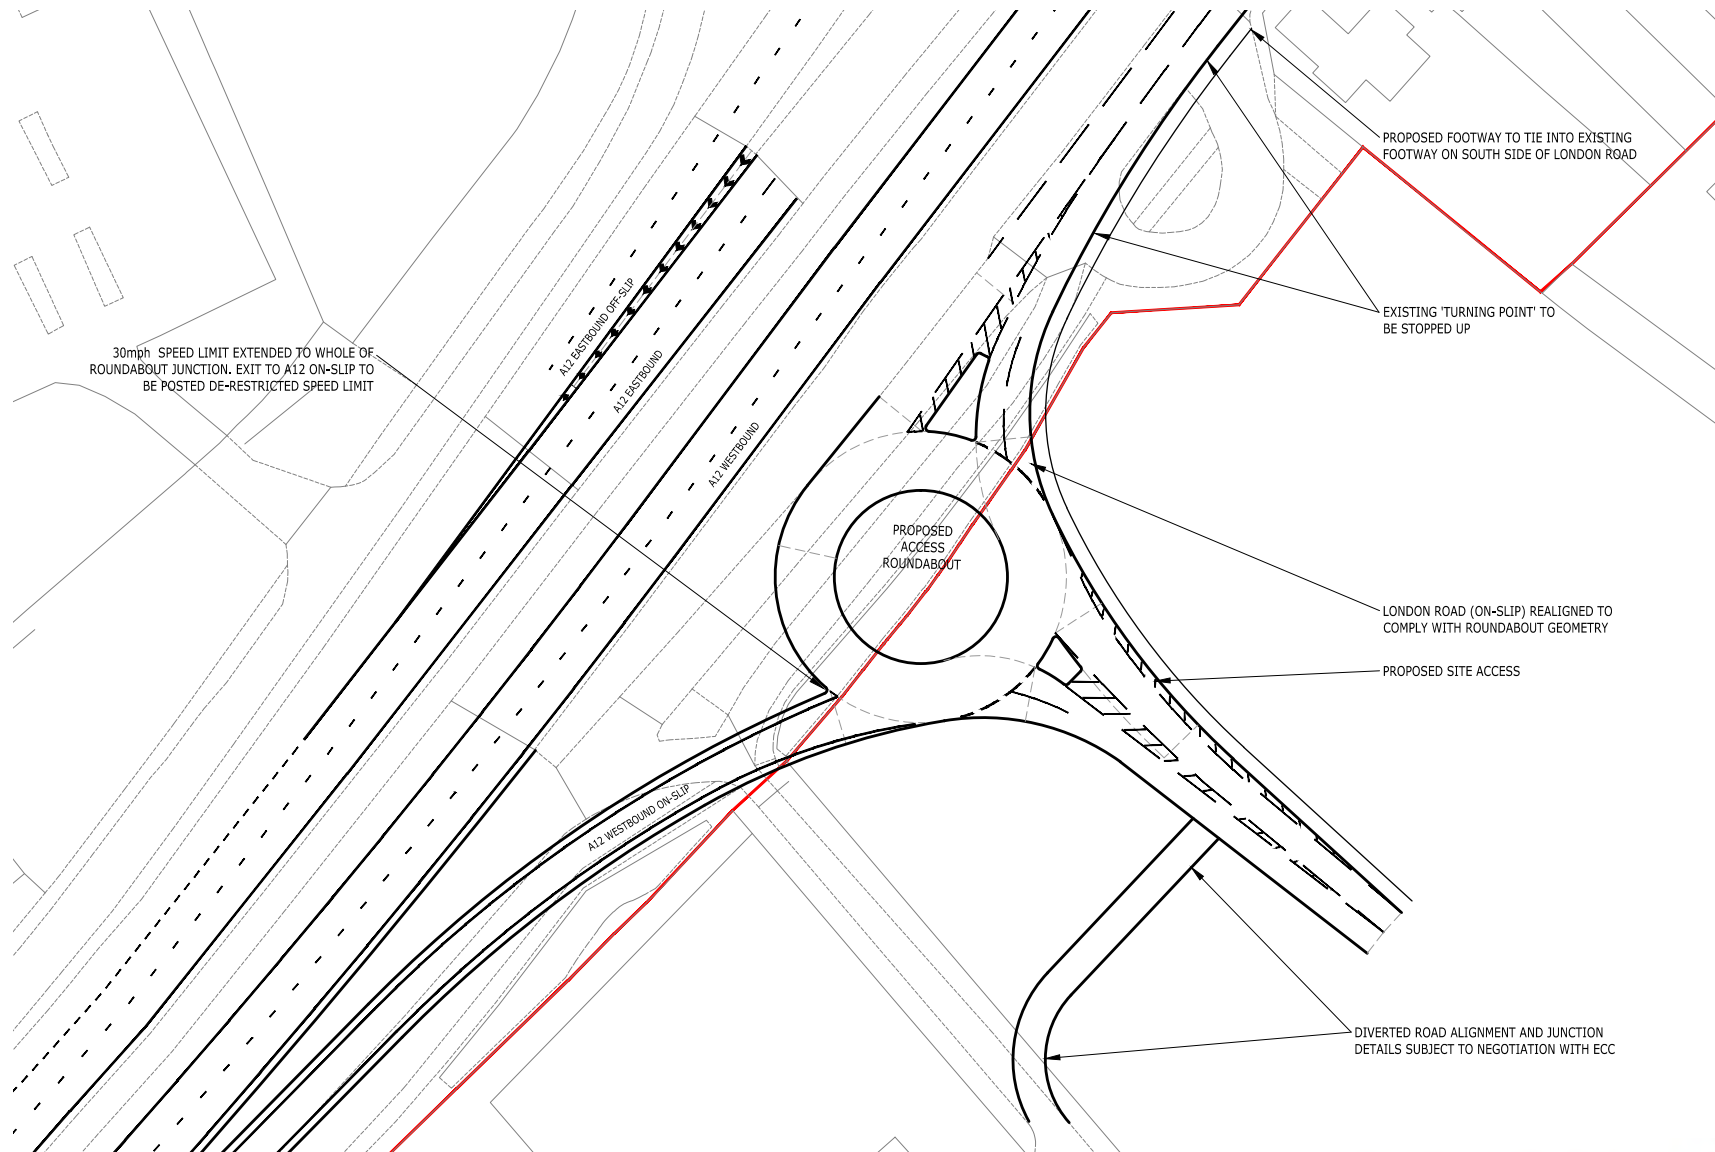 PROPOSED FOOTWAY TO TIE INTO EXISTING
FOOTWAY ON SOUTH SIDE OF LONDON ROAD
EXISTING 'TURNING POINT' TO
BE STOPPED UP
30mph  SPEED LIMIT EXTENDED TO WHOLE OF
ROUNDABOUT JUNCTION. EXIT TO A12 ON-SLIP TO
BE POSTED DE-RESTRICTED SPEED LIMIT
A12 EASTBOUND OFF-SLIP
A12 EASTBOUND
A12 WESTBOUND
PROPOSED
ACCESS
ROUNDABOUT
LONDON ROAD (ON-SLIP) REALIGNED TO
COMPLY WITH ROUNDABOUT GEOMETRY
PROPOSED SITE ACCESS
A12 WESTBOUND ON-SLIP
DIVERTED ROAD ALIGNMENT AND JUNCTION
DETAILS SUBJECT TO NEGOTIATION WITH ECC